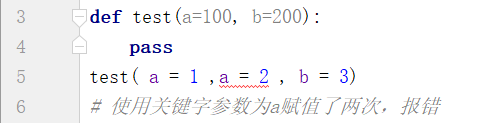 3 def test(a=100, b=200):
4     pass
5 test( a = 1 ,a = 2 , b = 3)
6 # 使用关键字参数为a赋值了两次，报错